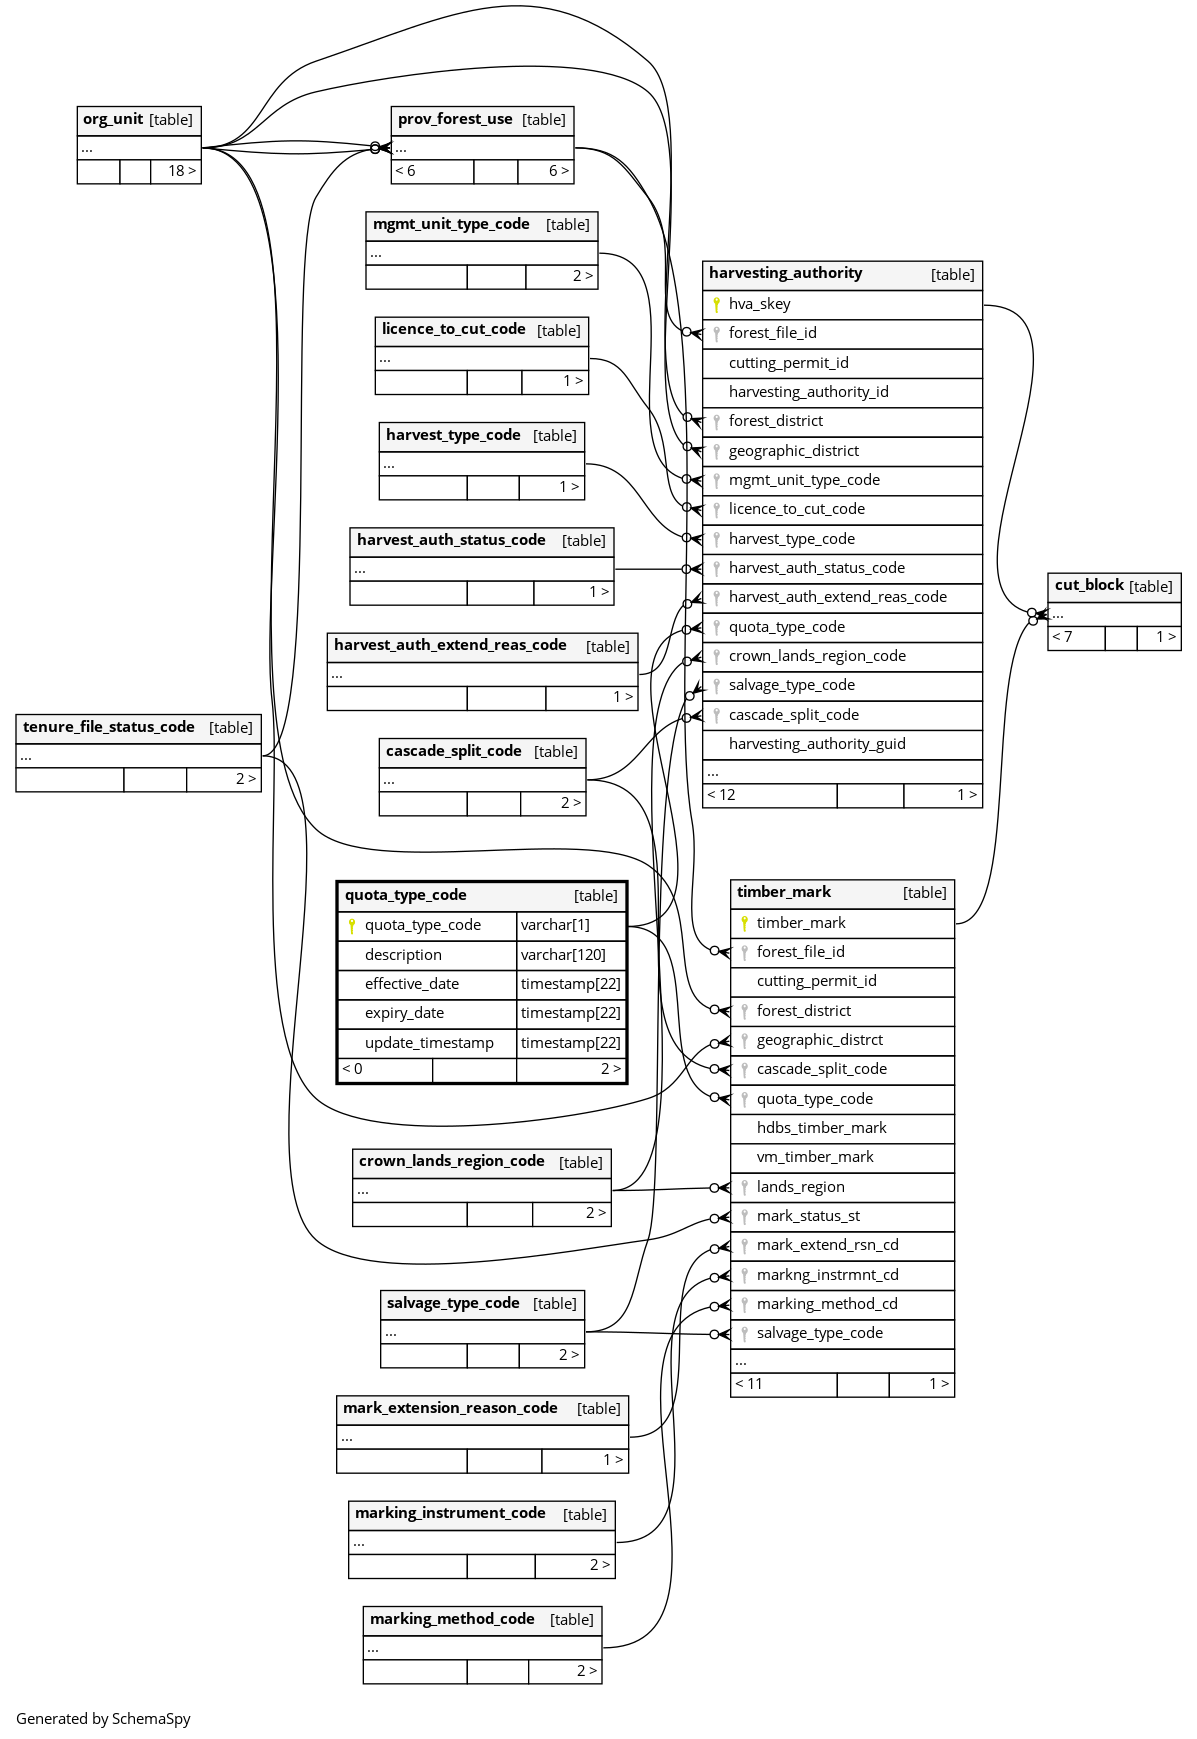 org_unit [table]
...
18 >
prov_forest_use [table]
...
< 6 6 >
mgmt_unit_type_code [table]
...
2 >
licence_to_cut_code [table]
...
1 >
harvest_type_code [table]
...
1 >
harvest_auth_status_code [table]
...
1 >
harvest_auth_extend_reas_code [table]
...
1 >
tenure_file_status_code [table]
...
2 >
cascade_split_code [table]
...
2 >
harvesting_authority [table]
hva_skey
forest_file_id
cutting_permit_id
harvesting_authority_id
forest_district
geographic_district
mgmt_unit_type_code
licence_to_cut_code
harvest_type_code
harvest_auth_status_code
harvest_auth_extend_reas_code
quota_type_code
crown_lands_region_code
salvage_type_code
cascade_split_code
harvesting_authority_guid
...
< 12 1 >
cut_block [table]
...
< 7 1 >
quota_type_code [table]
quota_type_code varchar[1]
description varchar[120]
effective_date timestamp[22]
expiry_date timestamp[22]
update_timestamp timestamp[22]
< 0 2 >
timber_mark [table]
timber_mark
forest_file_id
cutting_permit_id
forest_district
geographic_distrct
cascade_split_code
quota_type_code
hdbs_timber_mark
vm_timber_mark
lands_region
mark_status_st
mark_extend_rsn_cd
markng_instrmnt_cd
marking_method_cd
salvage_type_code
...
< 11 1 >
crown_lands_region_code [table]
...
2 >
salvage_type_code [table]
...
2 >
mark_extension_reason_code [table]
...
1 >
marking_instrument_code [table]
...
2 >
marking_method_code [table]
...
2 >
Generated by SchemaSpy